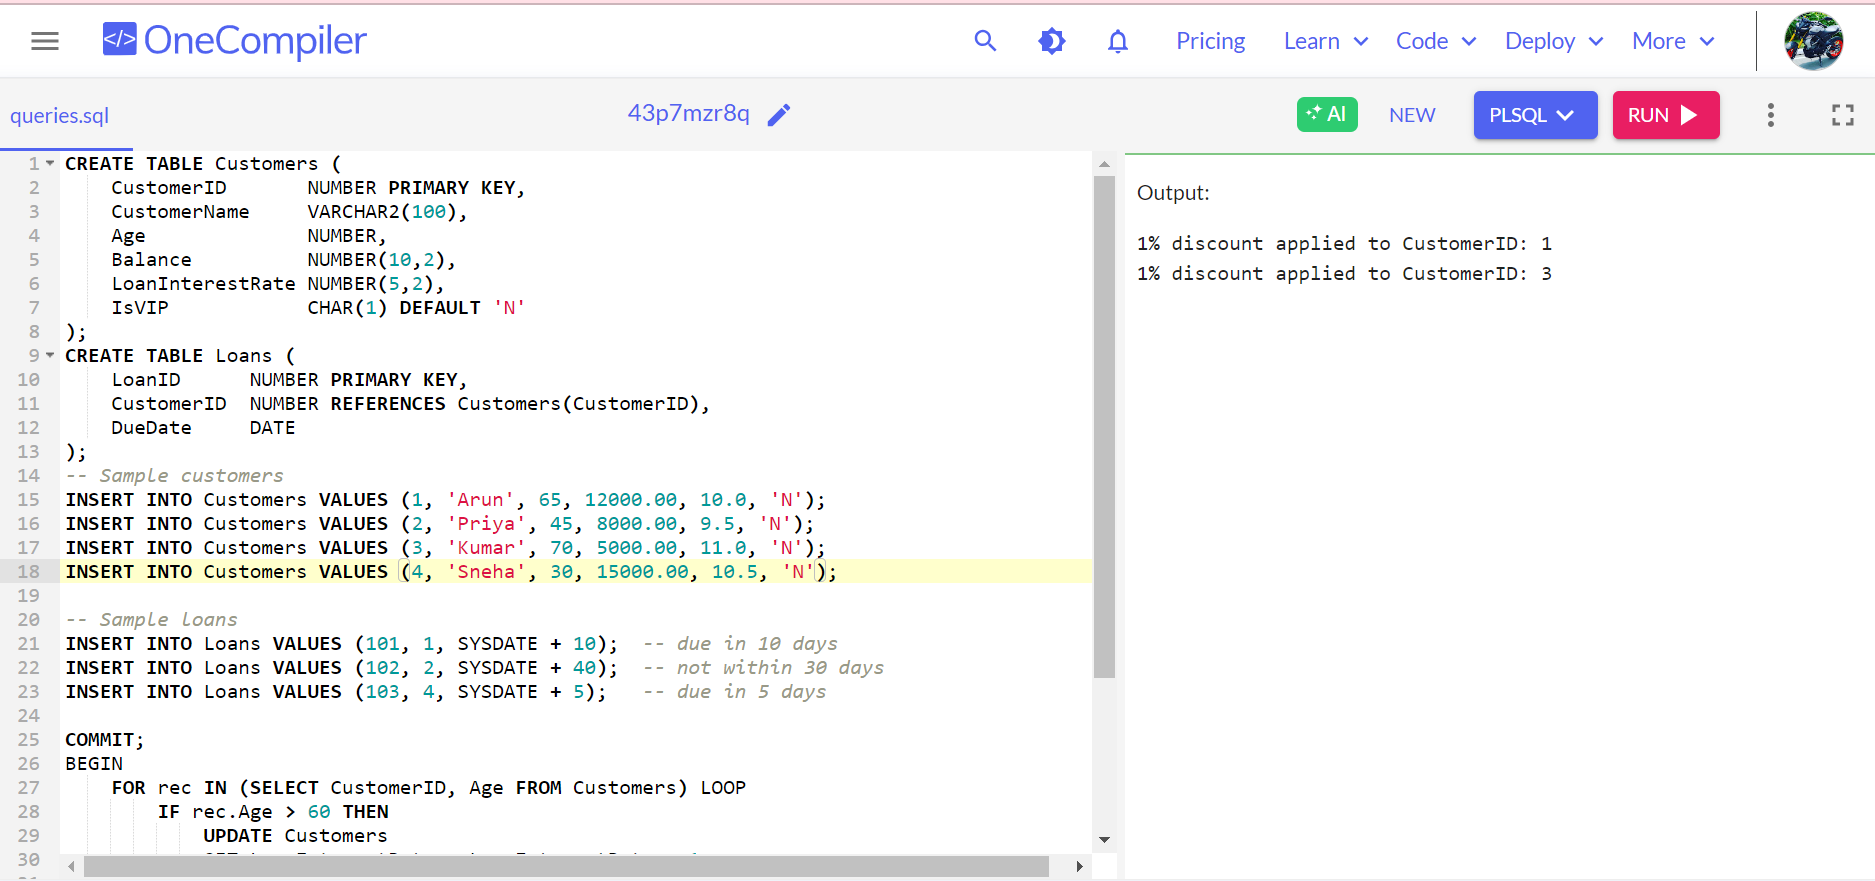 </> OneCompiler
Pricing
Learn
Code
Deploy
More
queries.sql
43p7mzr8q
AI
NEW
PLSQL
RUN
1 CREATE TABLE Customers (
2     CustomerID       NUMBER PRIMARY KEY,
3     CustomerName     VARCHAR2(100),
4     Age              NUMBER,
5     Balance          NUMBER(10,2),
6     LoanInterestRate NUMBER(5,2),
7     IsVIP            CHAR(1) DEFAULT 'N'
8 );
9 CREATE TABLE Loans (
10     LoanID      NUMBER PRIMARY KEY,
11     CustomerID  NUMBER REFERENCES Customers(CustomerID),
12     DueDate     DATE
13 );
14 -- Sample customers
15 INSERT INTO Customers VALUES (1, 'Arun', 65, 12000.00, 10.0, 'N');
16 INSERT INTO Customers VALUES (2, 'Priya', 45, 8000.00, 9.5, 'N');
17 INSERT INTO Customers VALUES (3, 'Kumar', 70, 5000.00, 11.0, 'N');
18 INSERT INTO Customers VALUES (4, 'Sneha', 30, 15000.00, 10.5, 'N');
19
20 -- Sample loans
21 INSERT INTO Loans VALUES (101, 1, SYSDATE + 10);  -- due in 10 days
22 INSERT INTO Loans VALUES (102, 2, SYSDATE + 40);  -- not within 30 days
23 INSERT INTO Loans VALUES (103, 4, SYSDATE + 5);   -- due in 5 days
24
25 COMMIT;
26 BEGIN
27     FOR rec IN (SELECT CustomerID, Age FROM Customers) LOOP
28         IF rec.Age > 60 THEN
29             UPDATE Customers
30
Output:
1% discount applied to CustomerID: 1
1% discount applied to CustomerID: 3